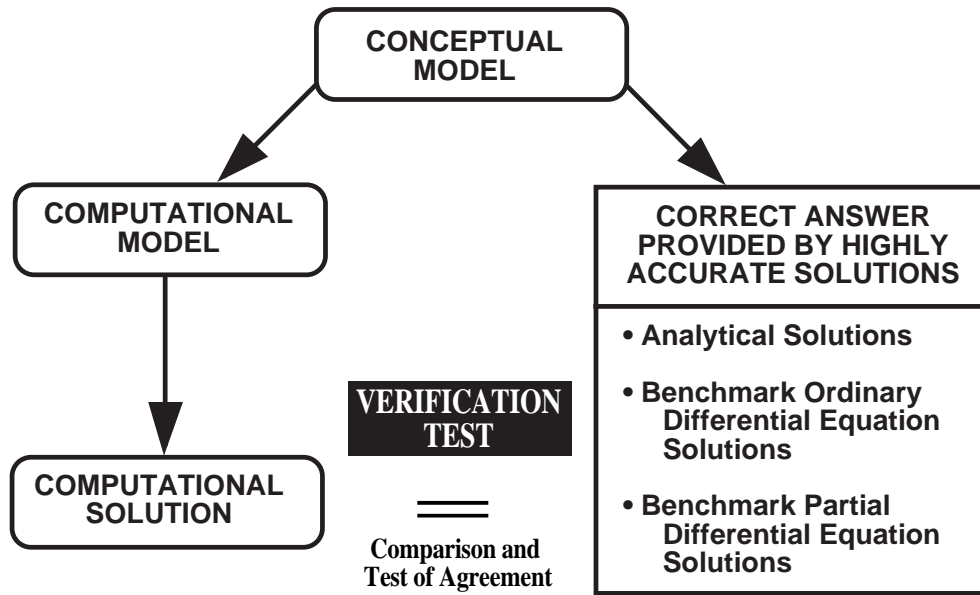 CONCEPTUAL
MODEL
COMPUTATIONAL
MODEL
COMPUTATIONAL
SOLUTION
VERIFICATION
TEST
Comparison and
Test of Agreement
CORRECT ANSWER
PROVIDED BY HIGHLY
ACCURATE SOLUTIONS
• Analytical Solutions
• Benchmark Ordinary
Differential Equation
Solutions
• Benchmark Partial
Differential Equation
Solutions